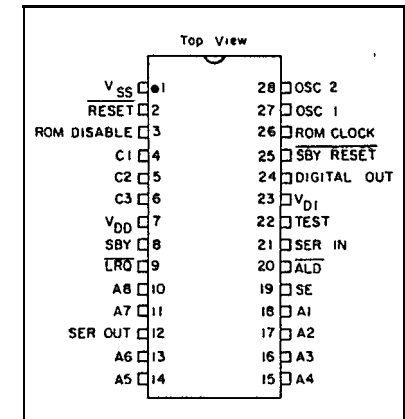 Top View
V SS 1 28 OSC 2
RESET 2 27 OSC 1
ROM DISABLE 3 26 ROM CLOCK
C1 4 25 SBY RESET
C2 5 24 DIGITAL OUT
C3 6 23 V DI
V DD 7 22 TEST
SBY 8 21 SER IN
LRQ 9 20 ALD
A8 10 19 SE
A7 11 18 A1
SER OUT 12 17 A2
A6 13 16 A3
A5 14 15 A4